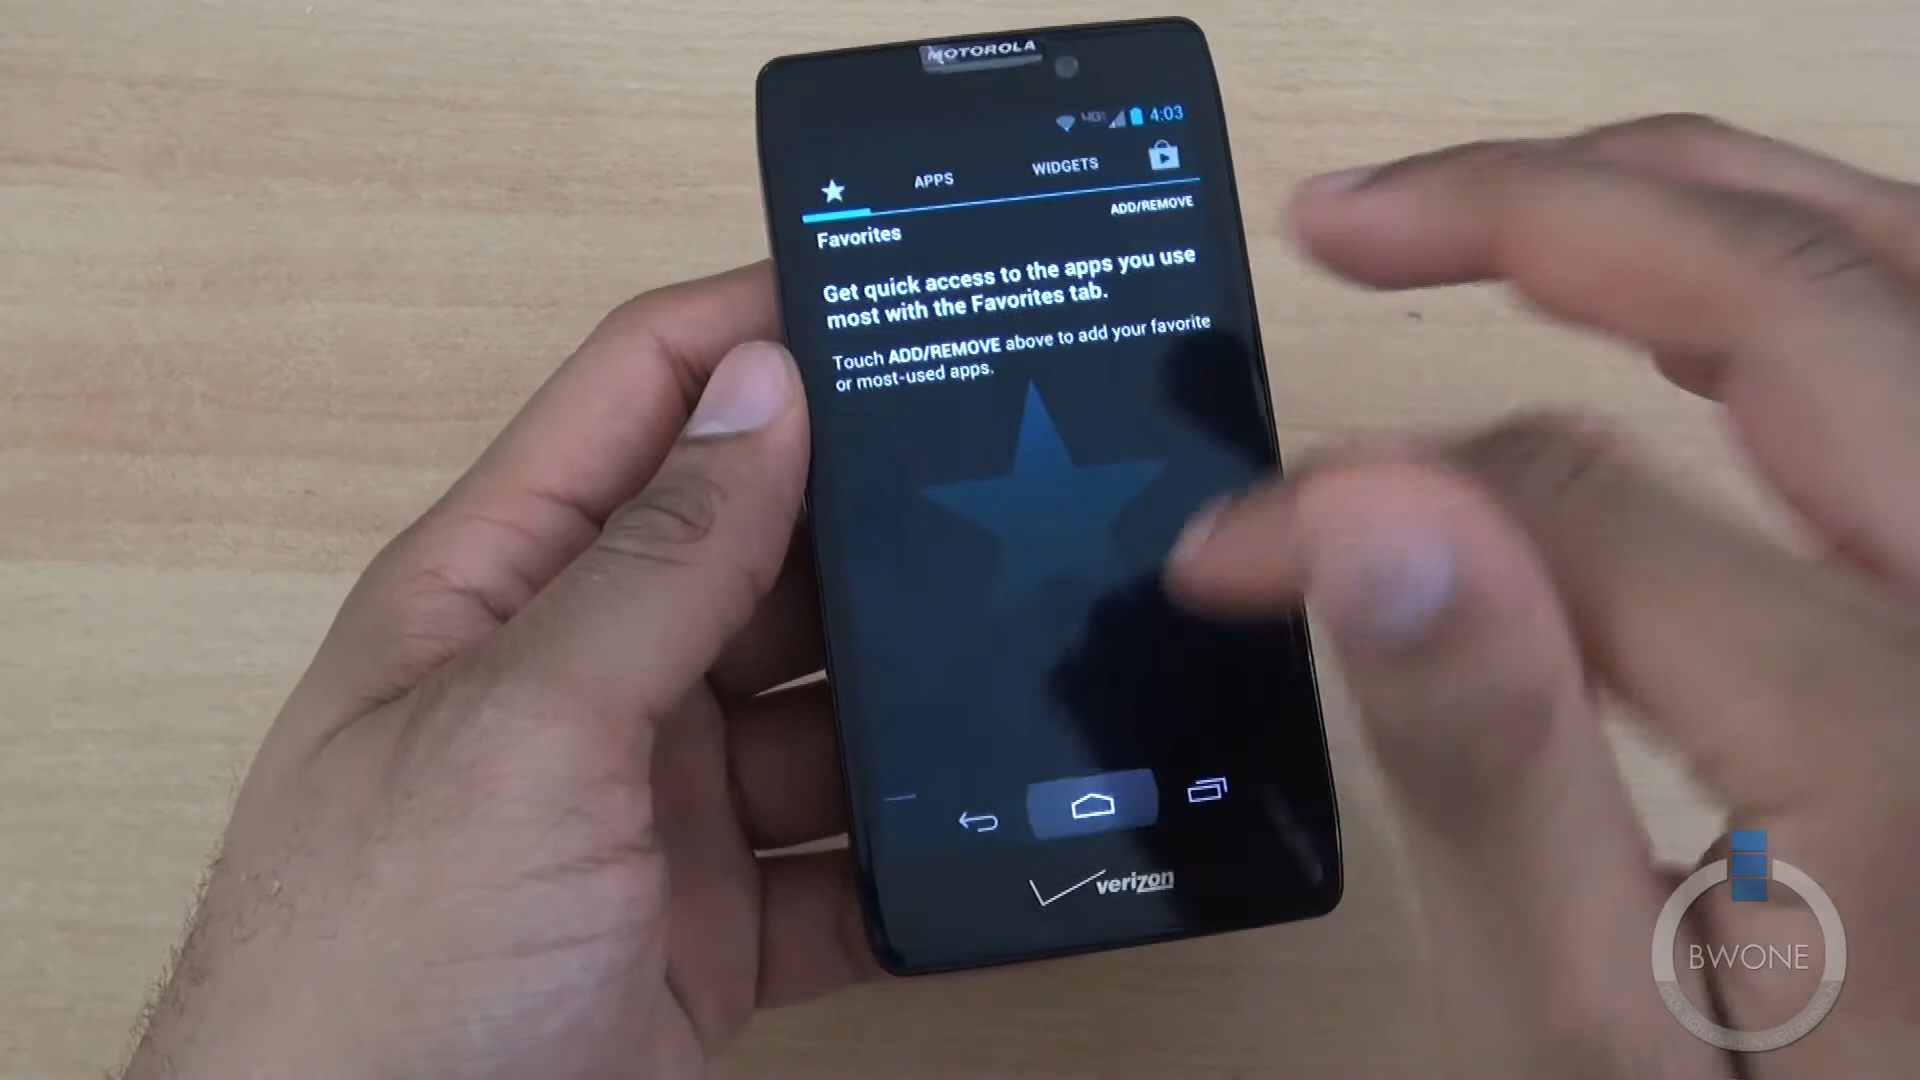 MOTOROLA
4G
4:03
APPS
WIDGETS
ADD/REMOVE
Favorites
Get quick access to the apps you use
most with the Favorites tab.
Touch ADD/REMOVE above to add your favorite
or most-used apps.
verizon
BWONE